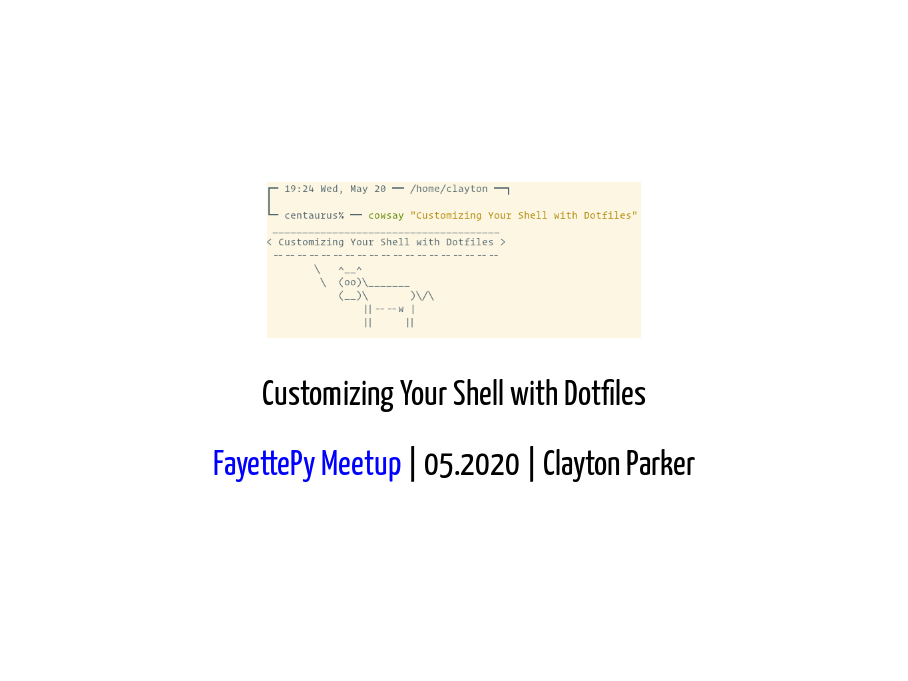 ┌─ 19:24 Wed, May 20 ── /home/clayton ──┐
└─ centaurus% ── cowsay "Customizing Your Shell with Dotfiles"
 _____________________________________
< Customizing Your Shell with Dotfiles >
 -------------------------------------
        \   ^__^
         \  (oo)\_______
            (__)\       )\/\
                ||----w |
                ||     ||
Customizing Your Shell with Dotfiles
FayettePy Meetup | 05.2020 | Clayton Parker